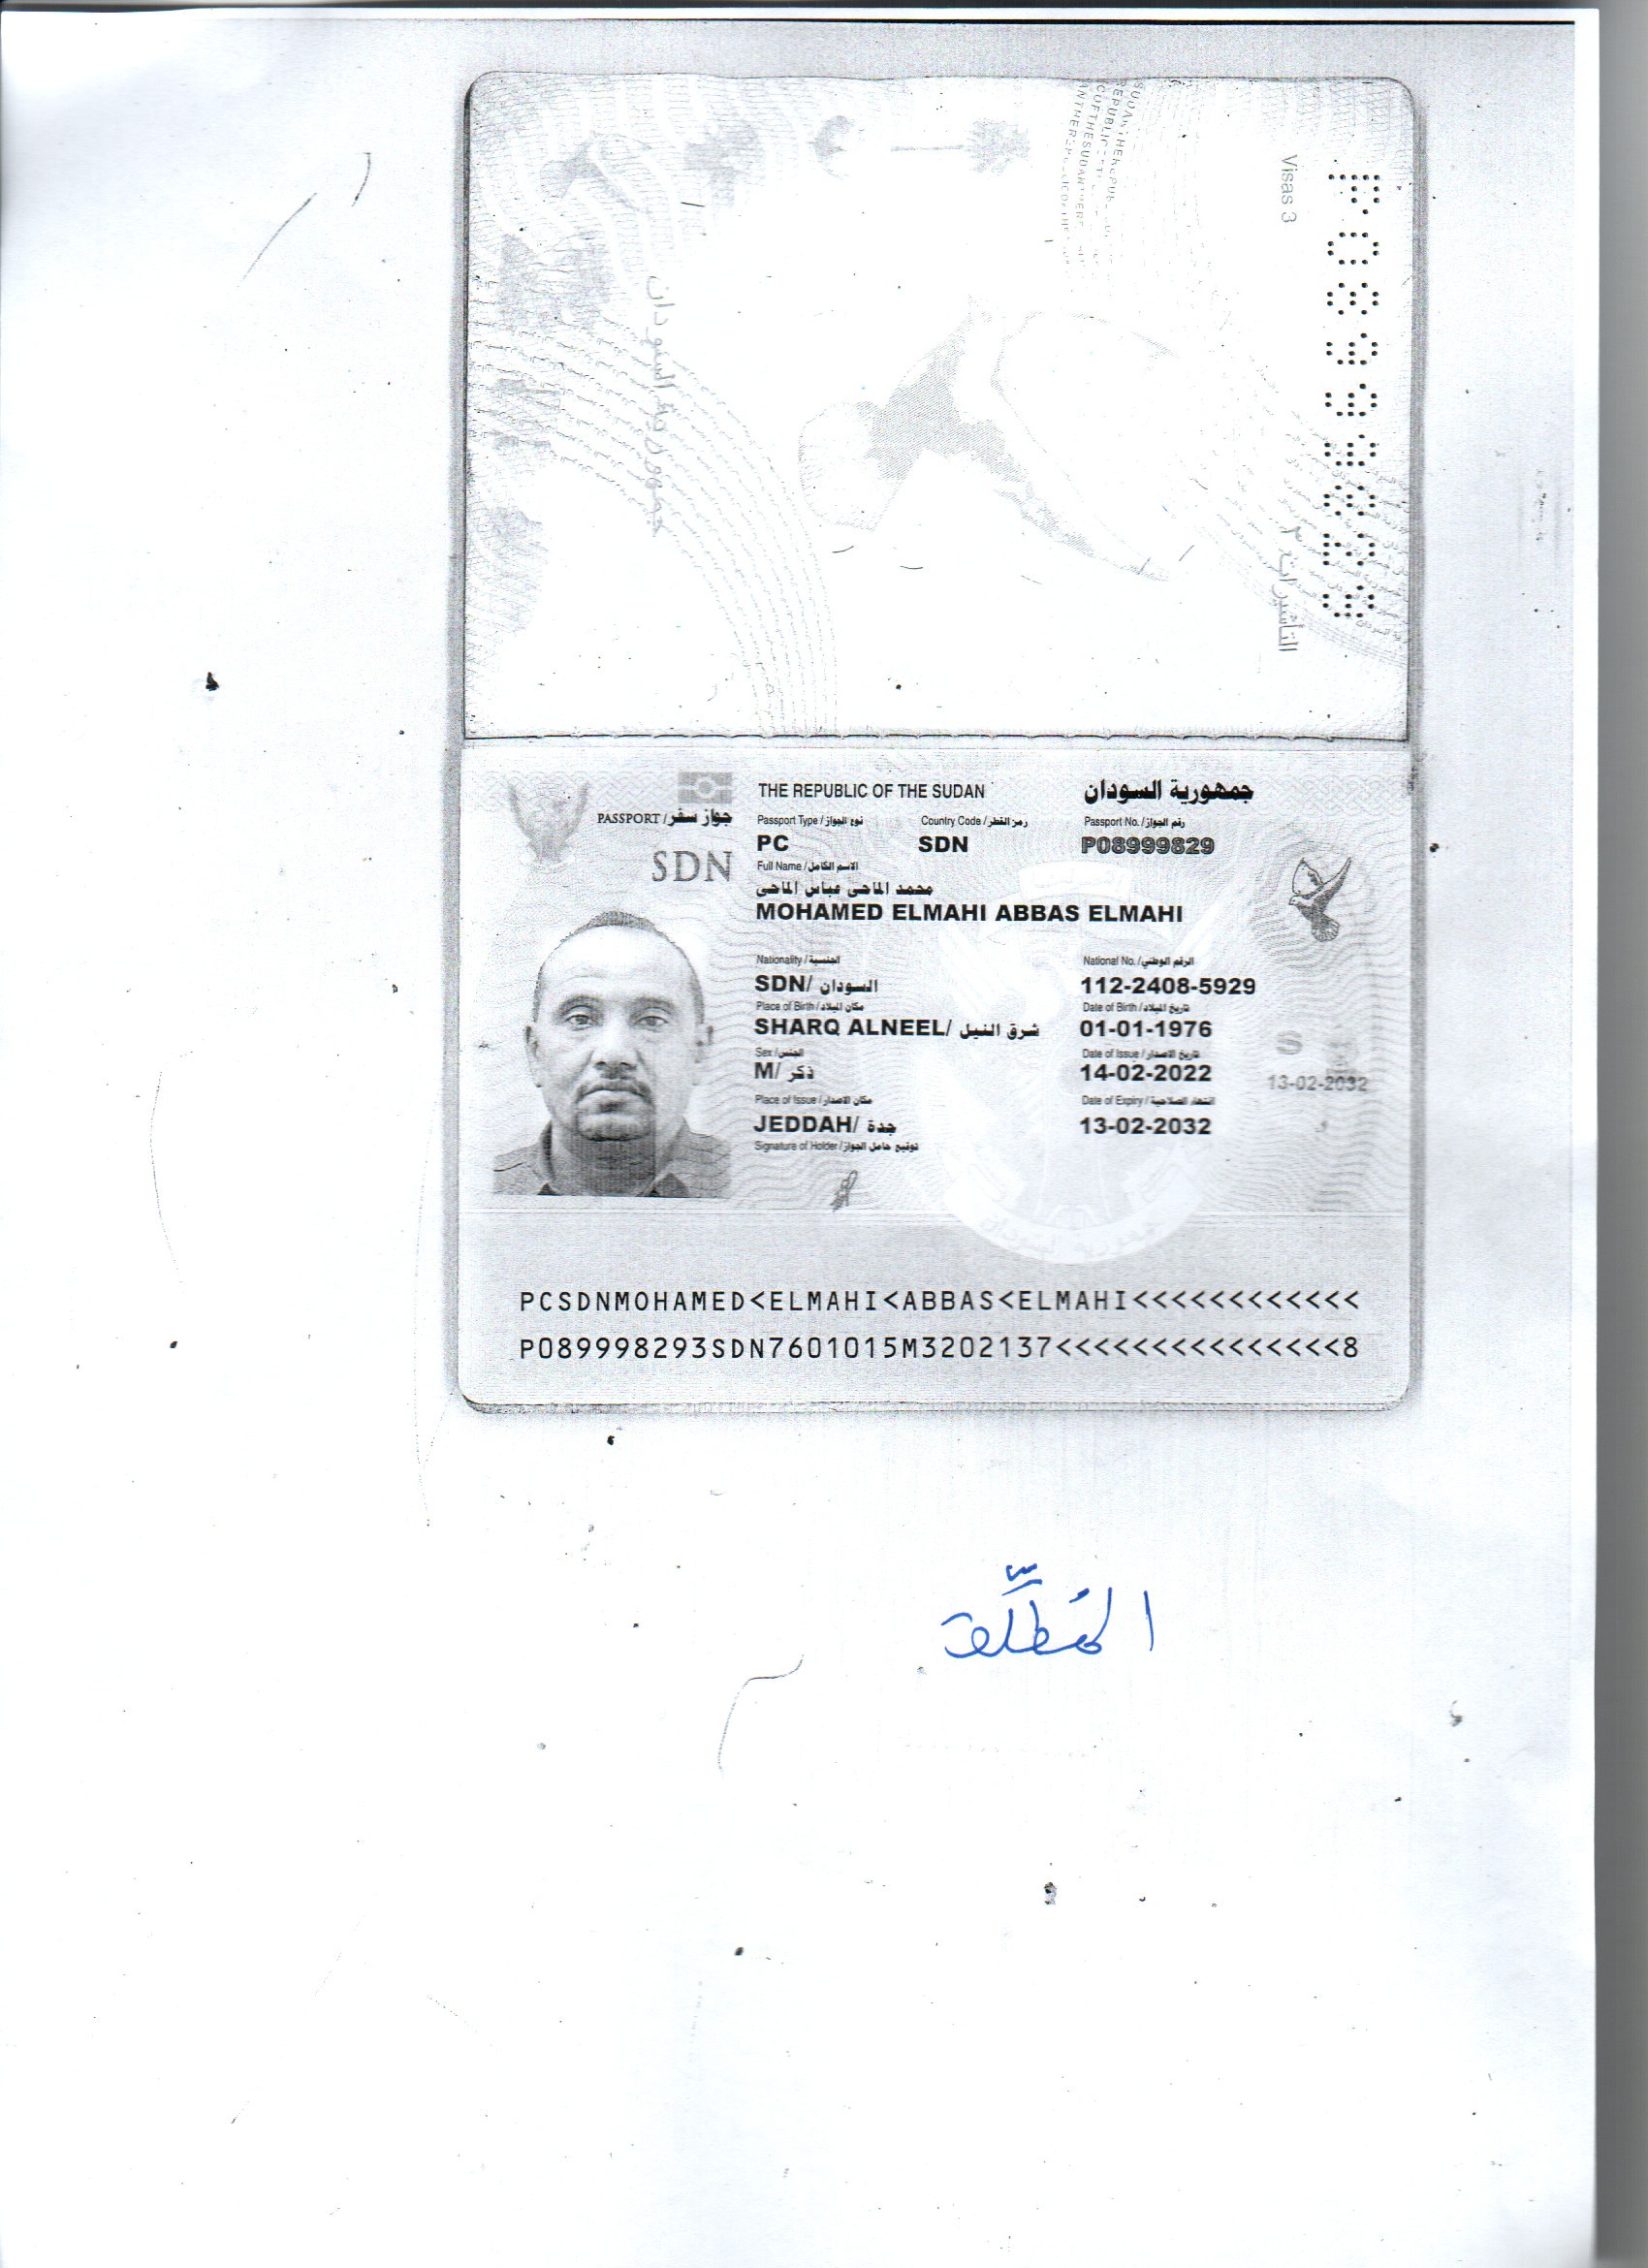 Visas 3
التأشيرات ٣
جمهورية السودان
P08999829
PASSPORT / جواز سفر
SDN
THE REPUBLIC OF THE SUDAN جمهورية السودان
Passport Type / نوع الجواز Country Code / رمز القطر Passport No. / رقم الجواز
PC SDN P08999829
Full Name / الاسم الكامل
محمد الماحى عباس الماحى
MOHAMED ELMAHI ABBAS ELMAHI
Nationality / الجنسية National No. / الرقم الوطني
SDN/ السودان 112-2408-5929
Place of Birth / مكان الميلاد Date of Birth / تاريخ الميلاد
SHARQ ALNEEL/ شرق النيل 01-01-1976
Sex / الجنس Date of Issue / تاريخ الاصدار
M/ ذكر 14-02-2022
13-02-2032
Place of Issue / مكان الاصدار Date of Expiry / انتهاء الصلاحية
JEDDAH/ جدة 13-02-2032
Signature of Holder / توقيع حامل الجواز
PCSDNMOHAMED<ELMAHI<ABBAS<ELMAHI<<<<<<<<<<<<
P089998293SDN7601015M3202137<<<<<<<<<<<<<<<8